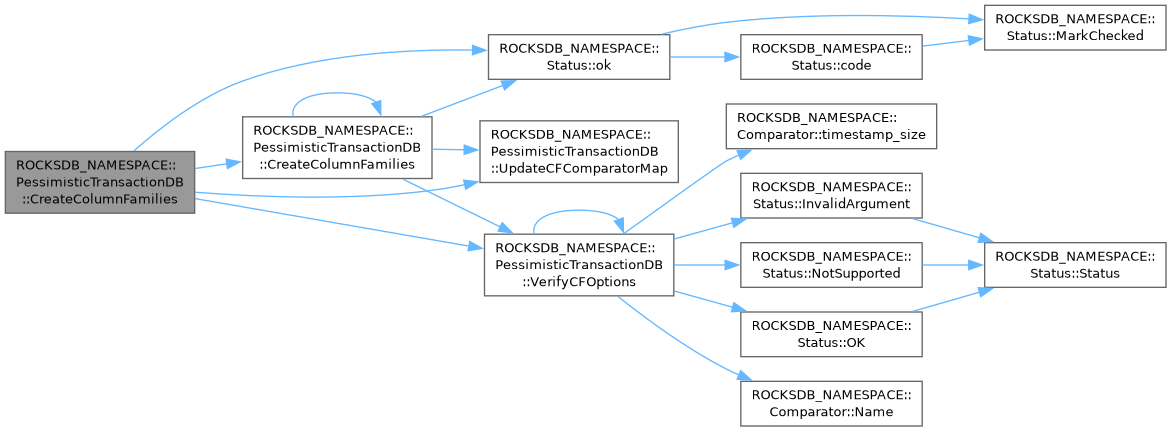 ROCKSDB_NAMESPACE::
PessimisticTransactionDB
::CreateColumnFamilies
ROCKSDB_NAMESPACE::
PessimisticTransactionDB
::CreateColumnFamilies
ROCKSDB_NAMESPACE::
Status::ok
ROCKSDB_NAMESPACE::
PessimisticTransactionDB
::UpdateCFComparatorMap
ROCKSDB_NAMESPACE::
PessimisticTransactionDB
::VerifyCFOptions
ROCKSDB_NAMESPACE::
Status::code
ROCKSDB_NAMESPACE::
Comparator::timestamp_size
ROCKSDB_NAMESPACE::
Status::InvalidArgument
ROCKSDB_NAMESPACE::
Status::NotSupported
ROCKSDB_NAMESPACE::
Status::OK
ROCKSDB_NAMESPACE::
Comparator::Name
ROCKSDB_NAMESPACE::
Status::MarkChecked
ROCKSDB_NAMESPACE::
Status::Status